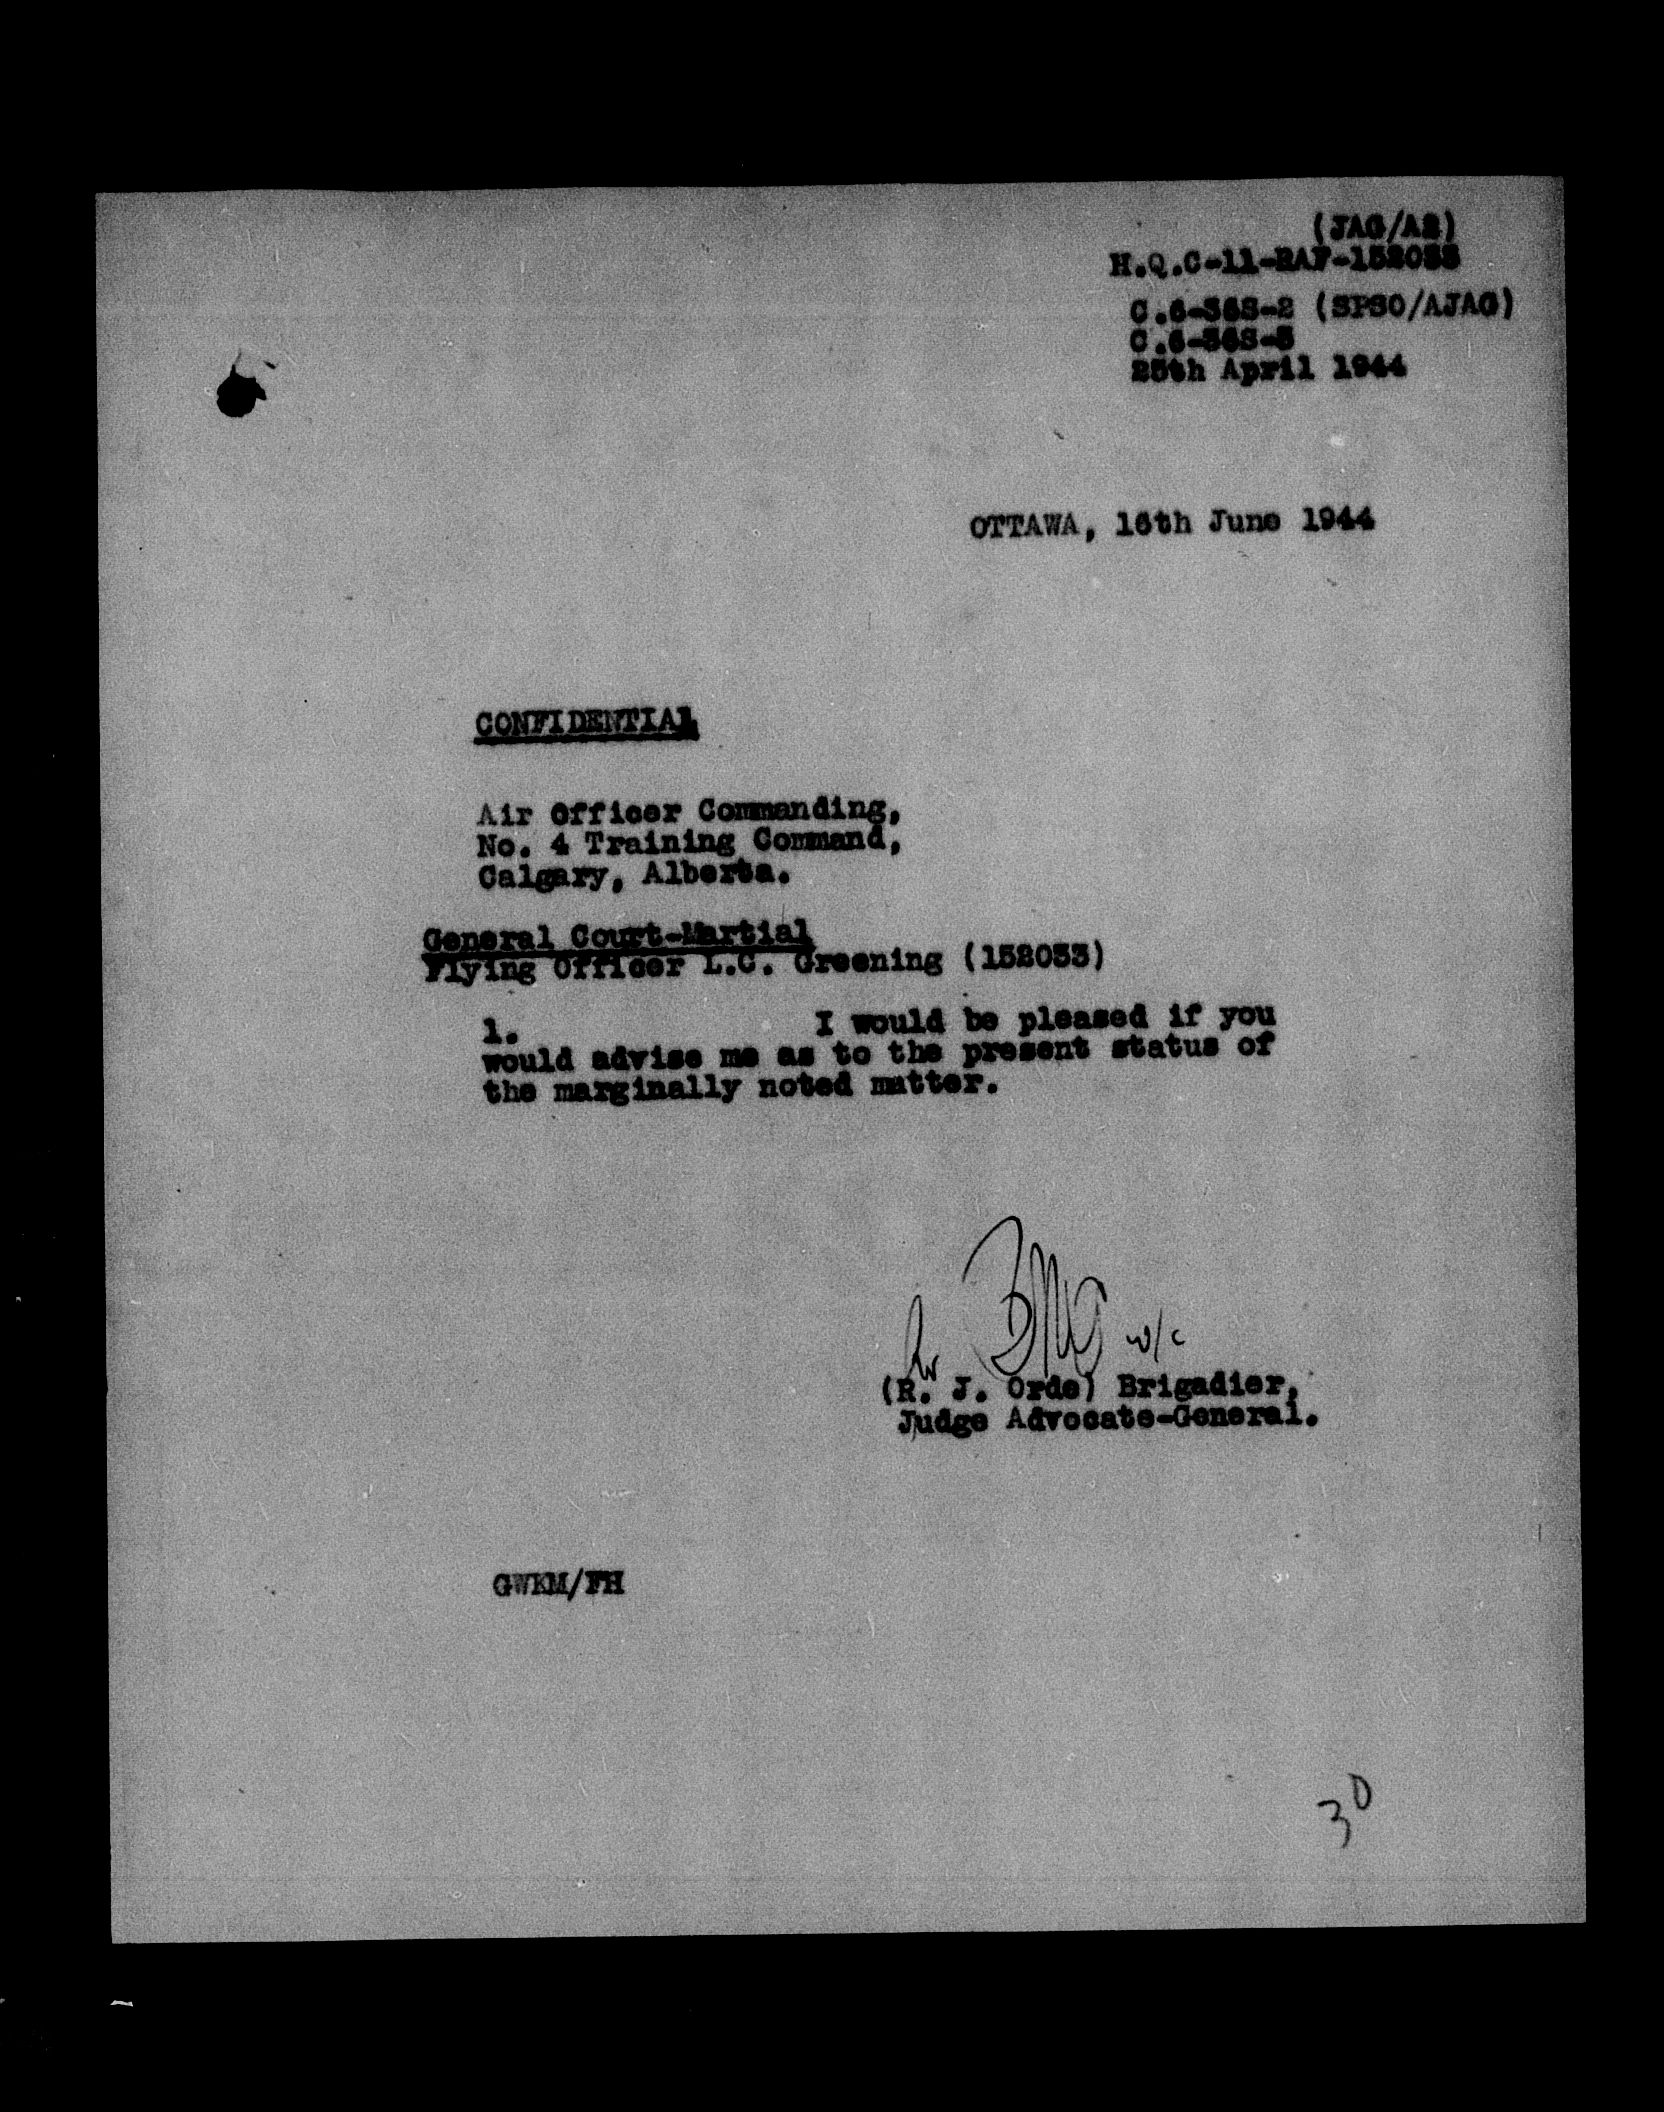 (JAG/A2)
H.Q.C-11-RAF-152033
C.6-36S-2 (SPSO/AJAG)
C.6-36S-3
25th April 1944
OTTAWA, 16th June 1944
CONFIDENTIAL
Air Officer Commanding,
No. 4 Training Command,
Calgary, Alberta.
General Court-Martial
Flying Officer L.C. Greening (152033)
1. I would be pleased if you
would advise me as to the present status of
the marginally noted matter.
w/c
(R. J. Orde) Brigadier,
Judge Advocate-General.
GWKM/FH
30